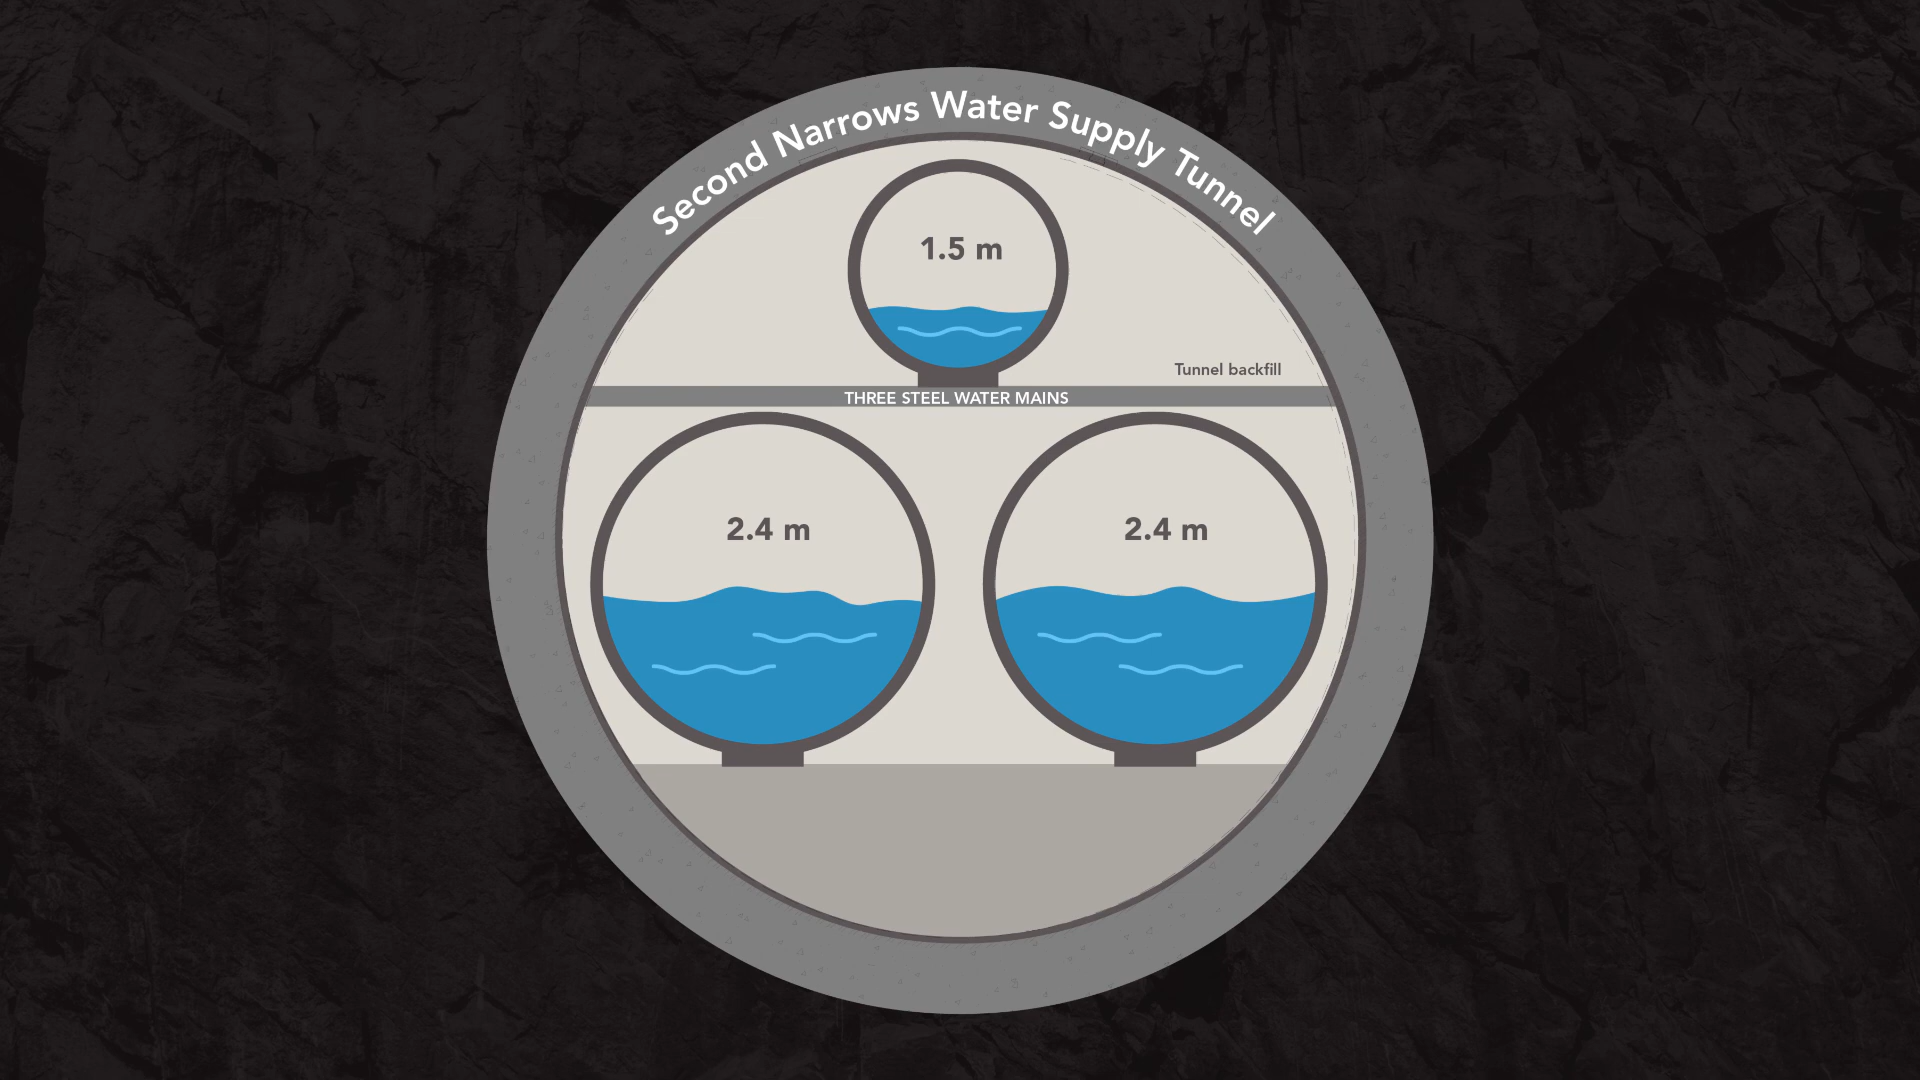 Second Narrows Water Supply Tunnel
1.5 m
Tunnel backfill
THREE STEEL WATER MAINS
2.4 m
2.4 m